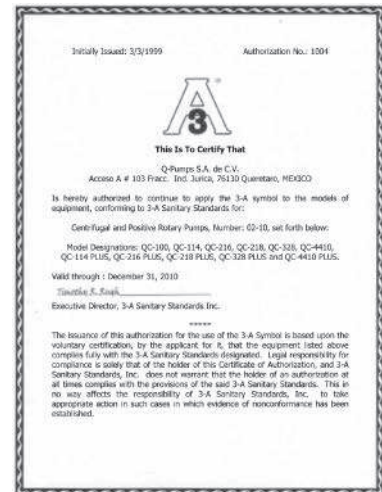 Initially Issued: 3/3/1999 Authorization No.: 1004
A
3
®
This Is To Certify That
Q-Pumps S.A. de C.V.
Acceso A # 103 Fracc. Ind. Jurica, 76130 Queretaro, MEXICO
Is hereby authorized to continue to apply the 3-A symbol to the models of
equipment, conforming to 3-A Sanitary Standards for:
Centrifugal and Positive Rotary Pumps, Number: 02-10, set forth below:
Model Designations: QC-100, QC-114, QC-216, QC-218, QC-328, QC-4410,
QC-114 PLUS, QC-216 PLUS, QC-218 PLUS, QC-328 PLUS and QC-4410 PLUS.
Valid through : December 31, 2010
Timothy R. Rugh
Executive Director, 3-A Sanitary Standards Inc.
*****
The issuance of this authorization for the use of the 3-A Symbol is based upon the
voluntary certification, by the applicant for it, that the equipment listed above
complies fully with the 3-A Sanitary Standards designated. Legal responsibility for
compliance is solely that of the holder of this Certificate of Authorization, and 3-A
Sanitary Standards, Inc. does not warrant that the holder of an authorization at
all times complies with the provisions of the said 3-A Sanitary Standards. This in
no way affects the responsibility of 3-A Sanitary Standards, Inc. to take
appropriate action in such cases in which evidence of nonconformance has been
established.